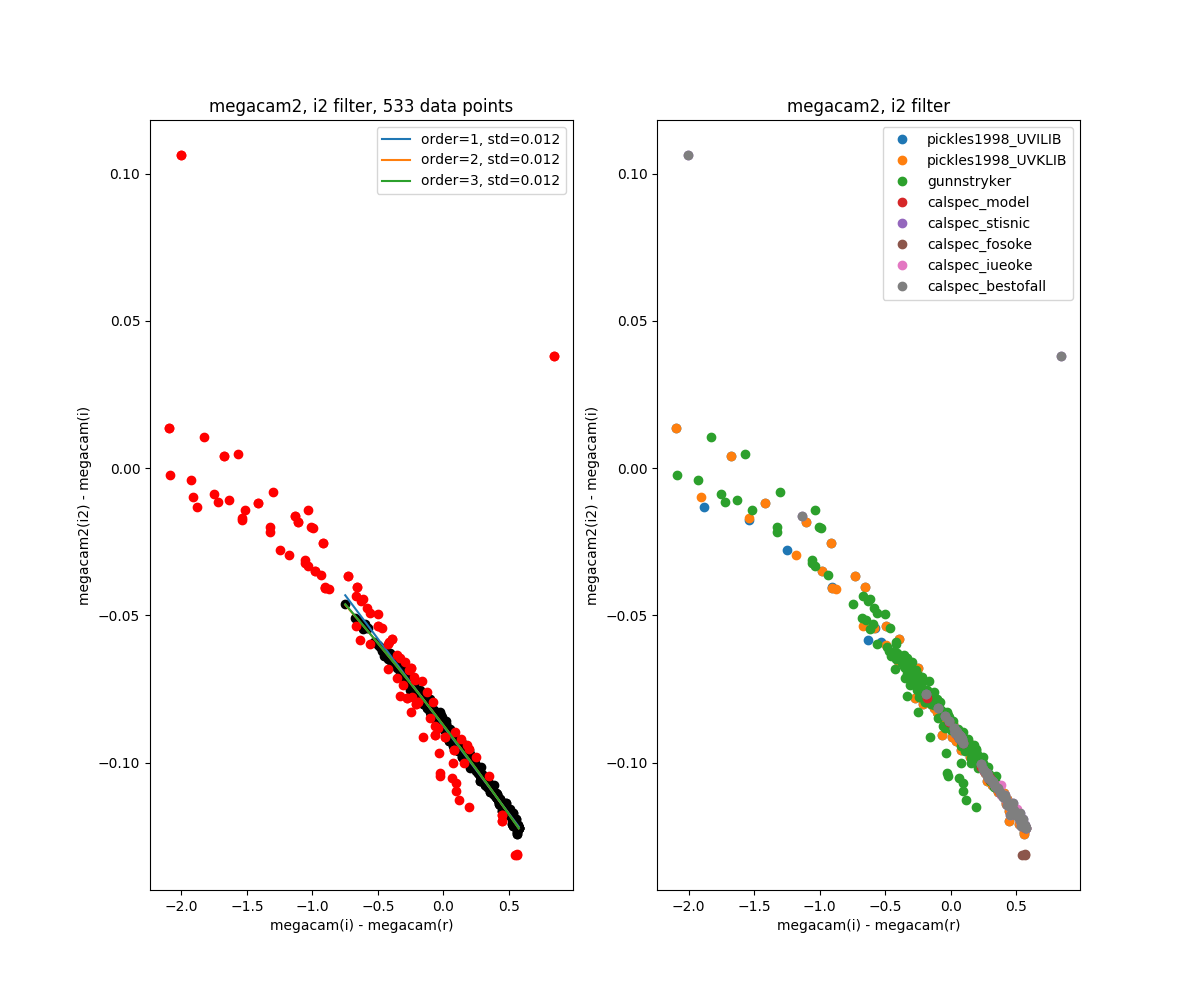 megacam2, i2 filter, 533 data points
order=1, std=0.012
order=2, std=0.012
order=3, std=0.012
0.10
0.05
0.00
−0.05
−0.10
megacam2(i2) - megacam(i)
−2.0 −1.5 −1.0 −0.5 0.0 0.5
megacam(i) - megacam(r)
megacam2, i2 filter
pickles1998_UVILIB
pickles1998_UVKLIB
gunnstryker
calspec_model
calspec_stisnic
calspec_fosoke
calspec_iueoke
calspec_bestofall
0.10
0.05
0.00
−0.05
−0.10
megacam2(i2) - megacam(i)
−2.0 −1.5 −1.0 −0.5 0.0 0.5
megacam(i) - megacam(r)